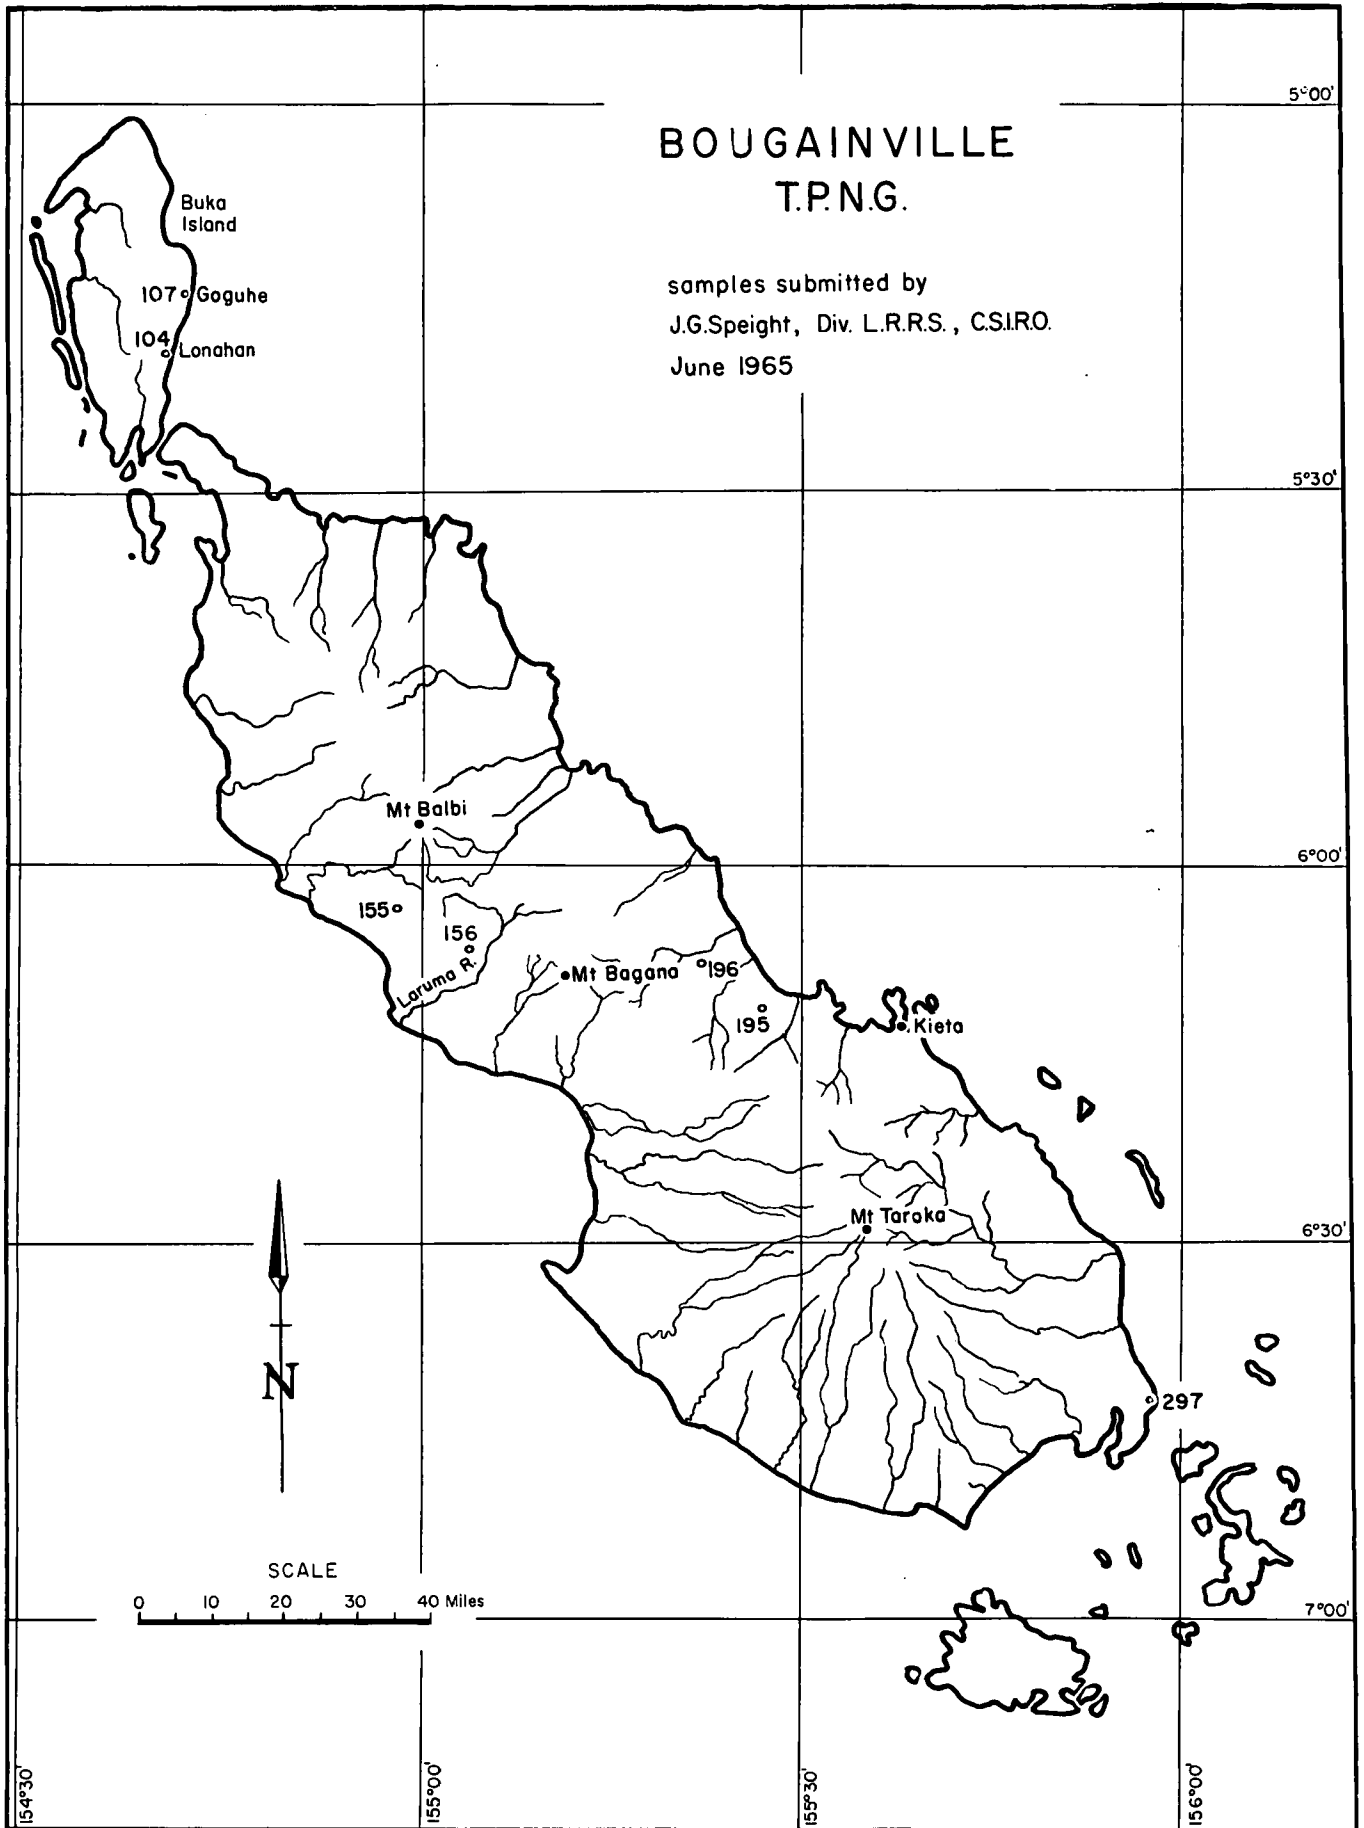 5°00'
BOUGAINVILLE
T.P.N.G.
Buka
Island
samples submitted by
J.G.Speight, Div. L.R.R.S., C.S.I.R.O.
June 1965
107 Goguhe
104 Lonahan
5°30'
Mt Balbi
6°00'
155
156
Laruma R.
Mt Bagana
196
195
Kieta
Mt Taroka
6°30'
N
297
SCALE
0 10 20 30 40 Miles
7°00'
154°30'
155°00'
155°30'
156°00'